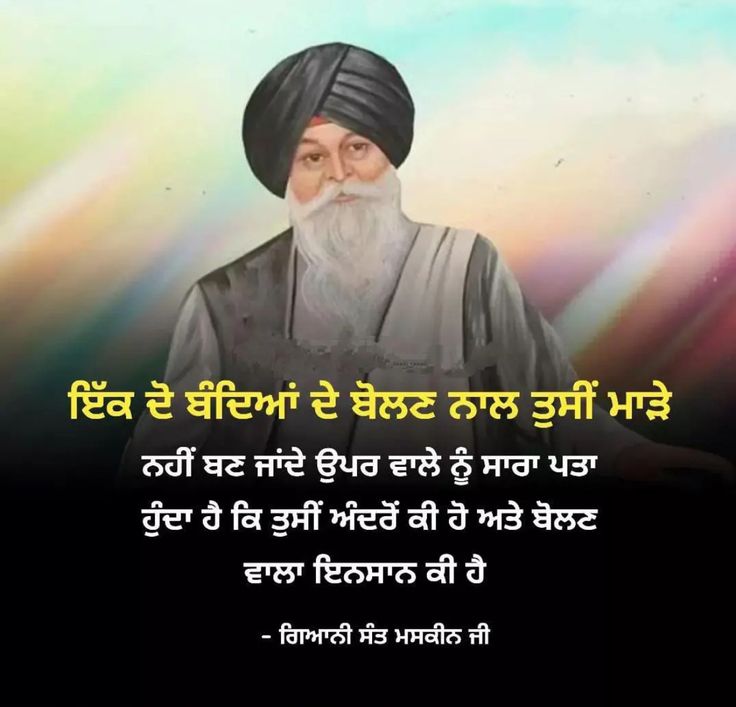 ਇੱਕ ਦੋ ਬੰਦਿਆਂ ਦੇ ਬੋਲਣ ਨਾਲ ਤੁਸੀਂ ਮਾੜੇ
ਨਹੀਂ ਬਣ ਜਾਂਦੇ ਉਪਰ ਵਾਲੇ ਨੂੰ ਸਾਰਾ ਪਤਾ
ਹੁੰਦਾ ਹੈ ਕਿ ਤੁਸੀਂ ਅੰਦਰੋਂ ਕੀ ਹੋ ਅਤੇ ਬੋਲਣ
ਵਾਲਾ ਇਨਸਾਨ ਕੀ ਹੈ
- ਗਿਆਨੀ ਸੰਤ ਮਸਕੀਨ ਜੀ